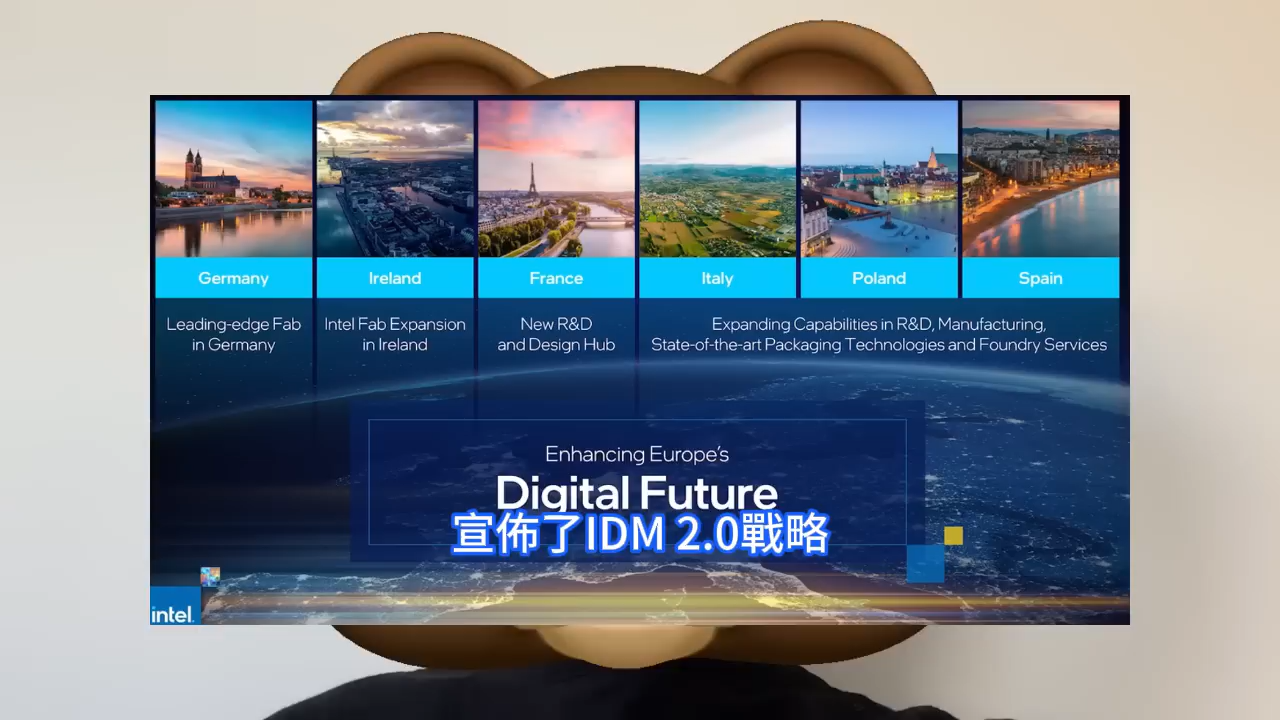 Germany
Ireland
France
Italy
Poland
Spain
Leading-edge Fab
in Germany
Intel Fab Expansion
in Ireland
New R&D
and Design Hub
Expanding Capabilities in R&D, Manufacturing,
State-of-the-art Packaging Technologies and Foundry Services
Enhancing Europe's
Digital Future
宣佈了IDM 2.0戰略
intel.